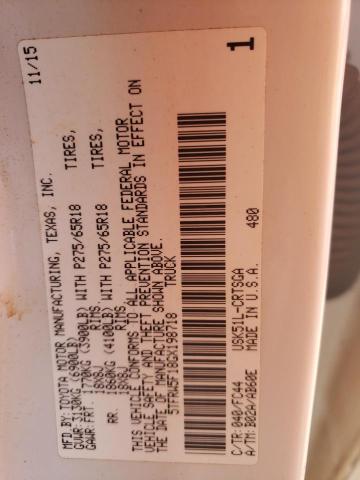 MFD.BY:TOYOTA MOTOR MANUFACTURING, TEXAS, INC. 11/15
GVWR:3130KG (6900LB)
GAWR:FRT. 1770KG (3900LB) WITH P275/65R18 TIRES,
18X8J RIMS,
RR. 1860KG (4100LB) WITH P275/65R18 TIRES,
18X8J RIMS,
THIS VEHICLE CONFORMS TO ALL APPLICABLE FEDERAL MOTOR
VEHICLE SAFETY AND THEFT PREVENTION STANDARDS IN EFFECT ON
THE DATE OF MANUFACTURE SHOWN ABOVE.
5TFRW5F18GX198718 TRUCK
1
C/TR: 040/FC44 USK51L-CRTSGA 480
A/TM: B02A/AB60E MADE IN U.S.A.